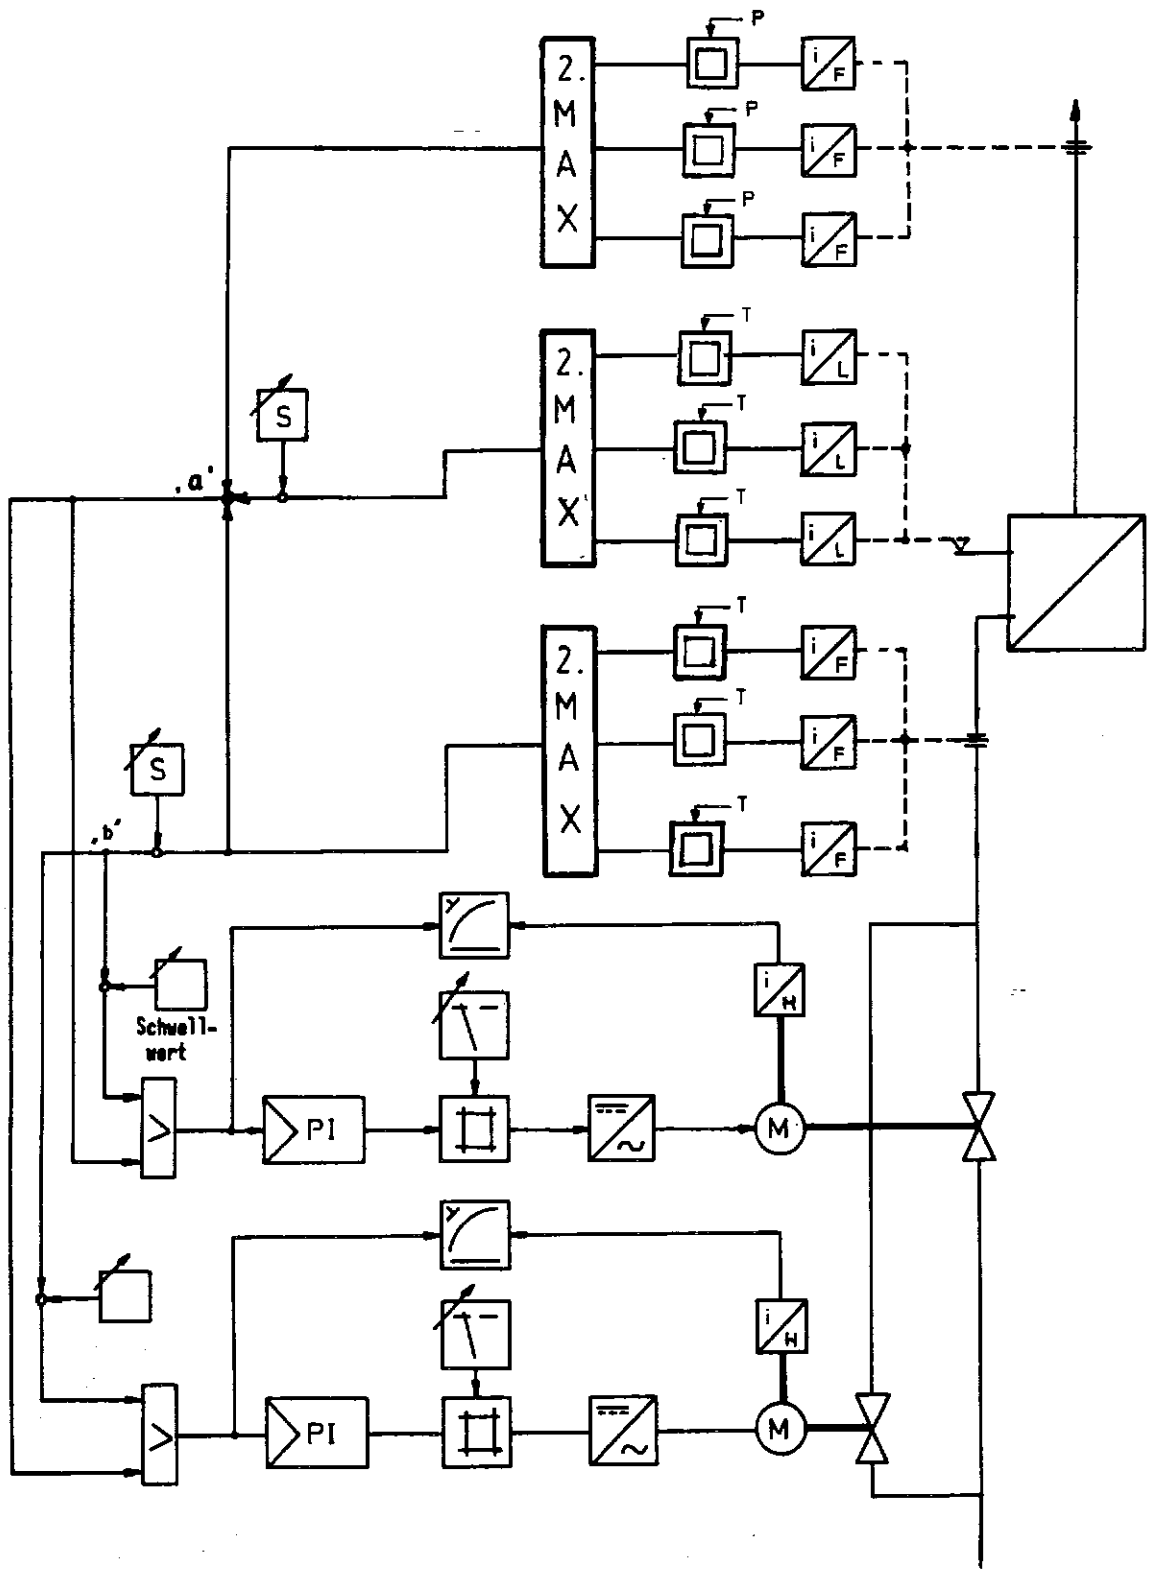 P
2.
M
A
X
i/F
P
i/F
P
i/F
T
2.
M
A
X
i/L
T
i/L
T
i/L
S
‚a'
T
2.
M
A
X
i/F
T
i/F
T
i/F
S
‚b'
y
i/H
Schwell-
wert
>
PI
M
y
i/H
>
PI
M